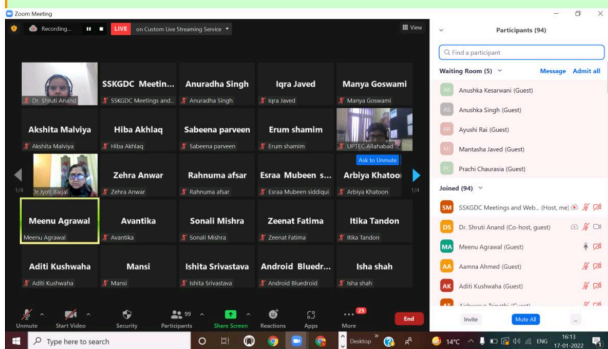 Zoom Meeting
Recording...
LIVE on Custom Live Streaming Service
View
Dr. Shruti Anand
SSKGDC Meetin...
SSKGDC Meetings and...
Anuradha Singh
Anuradha Singh
Iqra Javed
Iqra Javed
Manya Goswami
Manya Goswami
Akshita Malviya
Akshita Malviya
Hiba Akhlaq
Hiba Akhlaq
Sabeena parveen
Sabeena parveen
Erum shamim
Erum shamim
UPTEC Allahabad
Ask to Unmute
1/4
Dr.Jyoti Baijal
Zehra Anwar
Zehra Anwar
Rahnuma afsar
Rahnuma afsar
Esraa Mubeen s...
Esraa Mubeen siddiqui
Arbiya Khatoon
Arbiya Khatoon
1/4
Meenu Agrawal
Meenu Agrawal
Avantika
Avantika
Sonali Mishra
Sonali Mishra
Zeenat Fatima
Zeenat Fatima
Itika Tandon
Itika Tandon
Aditi Kushwaha
Aditi Kushwaha
Mansi
Mansi
Ishita Srivastava
Ishita Srivastava
Android Bluedr...
Android Bluedroid
Isha shah
Isha shah
Unmute
Start Video
Security
99
Participants
Share Screen
Reactions
Apps
23
More
End
Participants (94)
Find a participant
Waiting Room (5)
Message
Admit all
Anushka Kesarwani (Guest)
Anushka Singh (Guest)
Ayushi Rai (Guest)
Mantasha Javed (Guest)
Prachi Chaurasia (Guest)
Joined (94)
SM SSKGDC Meetings and Web... (Host, me)
DS Dr. Shruti Anand (Co-host, guest)
MA Meenu Agrawal (Guest)
AA Aamna Ahmed (Guest)
AK Aditi Kushwaha (Guest)
Invite
Mute All
...
Type here to search
Desktop
14°C
ENG
16:13
17-01-2022